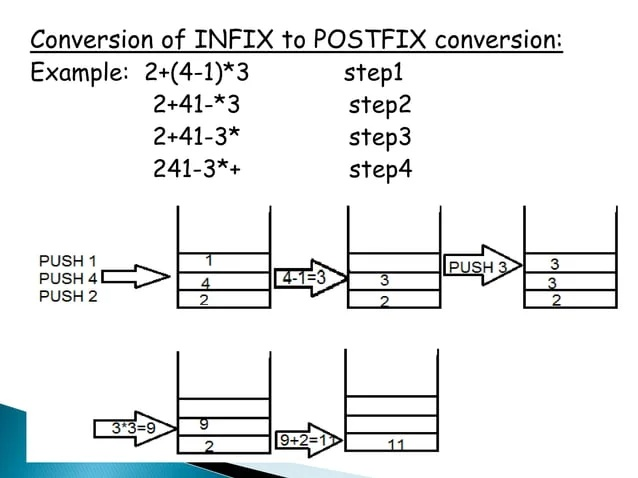 Conversion of INFIX to POSTFIX conversion:
Example: 2+(4-1)*3 step1
2+41-*3 step2
2+41-3* step3
241-3*+ step4
PUSH 1
PUSH 4
PUSH 2
1
4
2
4-1=3
3
2
PUSH 3
3
3
2
3*3=9
9
2
9+2=11
11